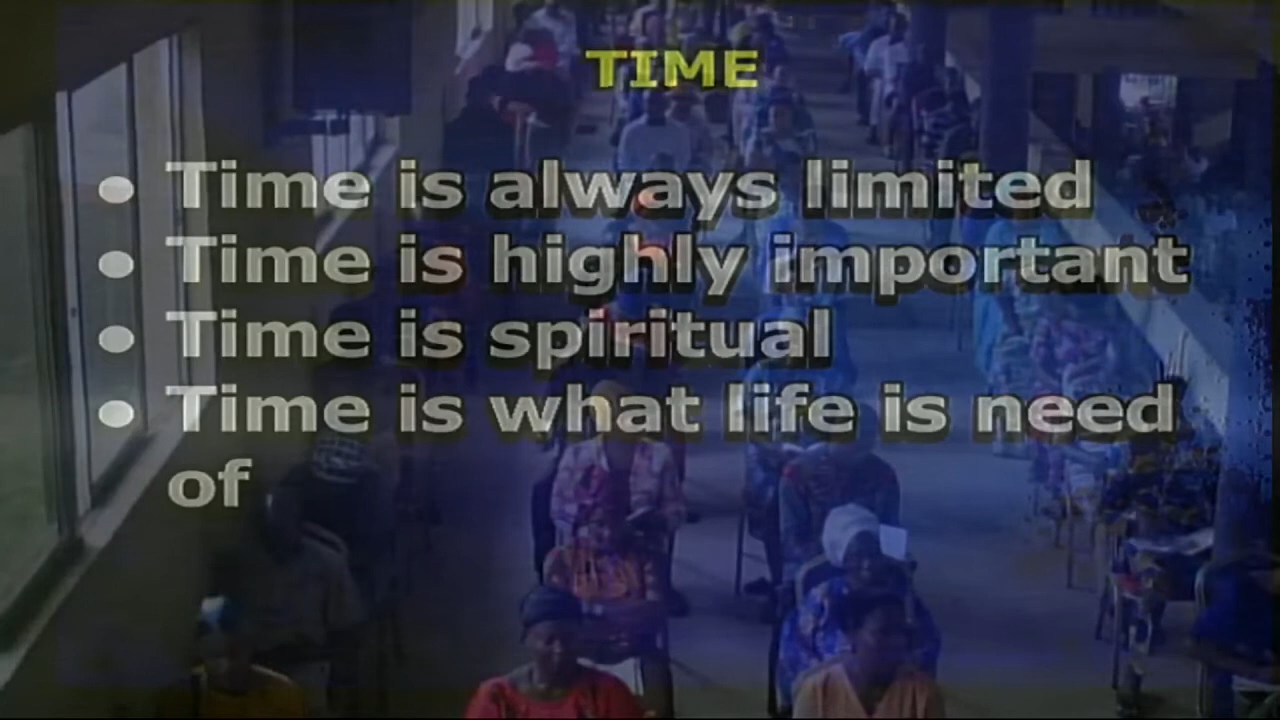 TIME
• Time is always limited
• Time is highly important
• Time is spiritual
• Time is what life is need
of